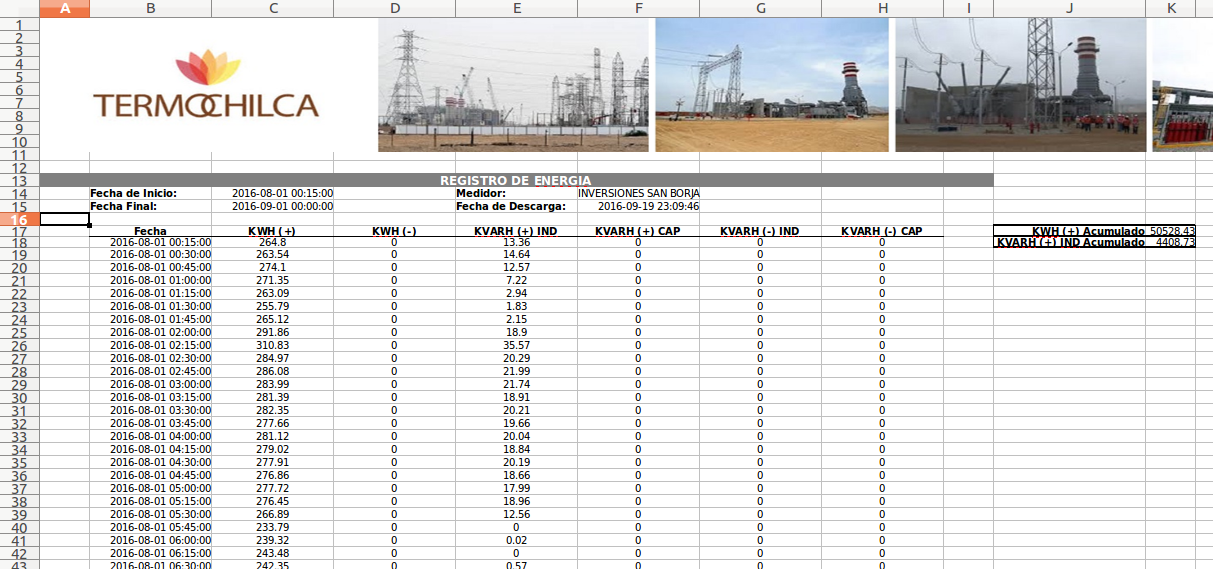 A B C D E F G H I J K
1
2
3
4
5
6
7
8
9
10
11
12
TERMOCHILCA
13 REGISTRO DE ENERGIA
14 Fecha de Inicio: 2016-08-01 00:15:00 Medidor: INVERSIONES SAN BORJA
15 Fecha Final: 2016-09-01 00:00:00 Fecha de Descarga: 2016-09-19 23:09:46
16
17 Fecha KWH (+) KWH (-) KVARH (+) IND KVARH (+) CAP KVARH (-) IND KVARH (-) CAP KWH (+) Acumulado 50528.43
18 2016-08-01 00:15:00 264.8 0 13.36 0 0 0 KVARH (+) IND Acumulado 4408.73
19 2016-08-01 00:30:00 263.54 0 14.64 0 0 0
20 2016-08-01 00:45:00 274.1 0 12.57 0 0 0
21 2016-08-01 01:00:00 271.35 0 7.22 0 0 0
22 2016-08-01 01:15:00 263.09 0 2.94 0 0 0
23 2016-08-01 01:30:00 255.79 0 1.83 0 0 0
24 2016-08-01 01:45:00 265.12 0 2.15 0 0 0
25 2016-08-01 02:00:00 291.86 0 18.9 0 0 0
26 2016-08-01 02:15:00 310.83 0 35.57 0 0 0
27 2016-08-01 02:30:00 284.97 0 20.29 0 0 0
28 2016-08-01 02:45:00 286.08 0 21.99 0 0 0
29 2016-08-01 03:00:00 283.99 0 21.74 0 0 0
30 2016-08-01 03:15:00 281.39 0 18.91 0 0 0
31 2016-08-01 03:30:00 282.35 0 20.21 0 0 0
32 2016-08-01 03:45:00 277.66 0 19.66 0 0 0
33 2016-08-01 04:00:00 281.12 0 20.04 0 0 0
34 2016-08-01 04:15:00 279.02 0 18.84 0 0 0
35 2016-08-01 04:30:00 277.91 0 20.19 0 0 0
36 2016-08-01 04:45:00 276.86 0 18.66 0 0 0
37 2016-08-01 05:00:00 277.72 0 17.99 0 0 0
38 2016-08-01 05:15:00 276.45 0 18.96 0 0 0
39 2016-08-01 05:30:00 266.89 0 12.56 0 0 0
40 2016-08-01 05:45:00 233.79 0 0 0 0 0
41 2016-08-01 06:00:00 239.32 0 0.02 0 0 0
42 2016-08-01 06:15:00 243.48 0 0 0 0 0
43 2016-08-01 06:30:00 242.35 0 0.57 0 0 0